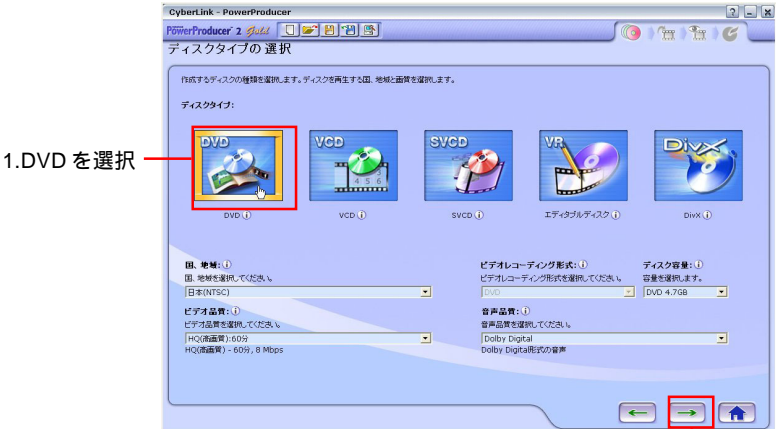 CyberLink - PowerProducer
PowerProducer 2 Gold
ディスクタイプの 選択
作成するディスクの種類を選択します。ディスクを再生する国、地域と画質を選択します。
ディスクタイプ:
1.DVD を選択
DVD VCD SVCD VR DivX
4 5 6
DVD VCD SVCD エディタブルディスク DivX
国、地域: ビデオレコーディング形式: ディスク容量:
国、地域を選択してください。 ビデオレコーディング形式を選択してください。 容量を選択します。
日本(NTSC) DVD DVD 4.7GB
ビデオ品質: 音声品質:
ビデオ品質を選択してください。 音声品質を選択してください。
HQ(高画質):60分 Dolby Digital
HQ(高画質) - 60分, 8 Mbps Dolby Digital形式の音声